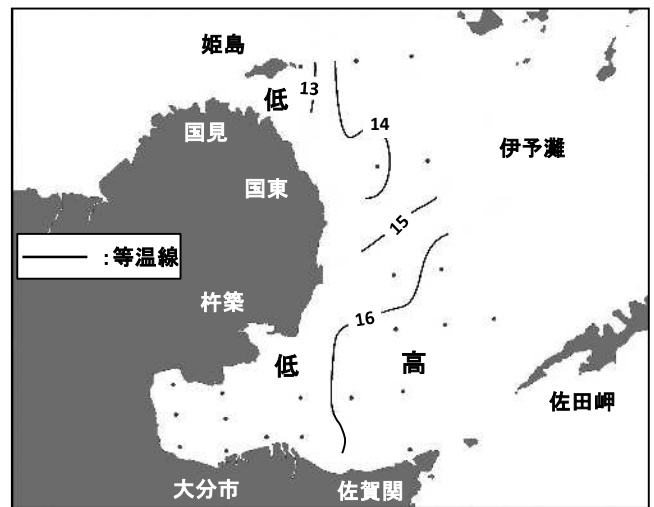 姫島
低
13
国見
14
伊予灘
国東
15
：等温線
杵築
16
低
高
佐田岬
大分市
佐賀関